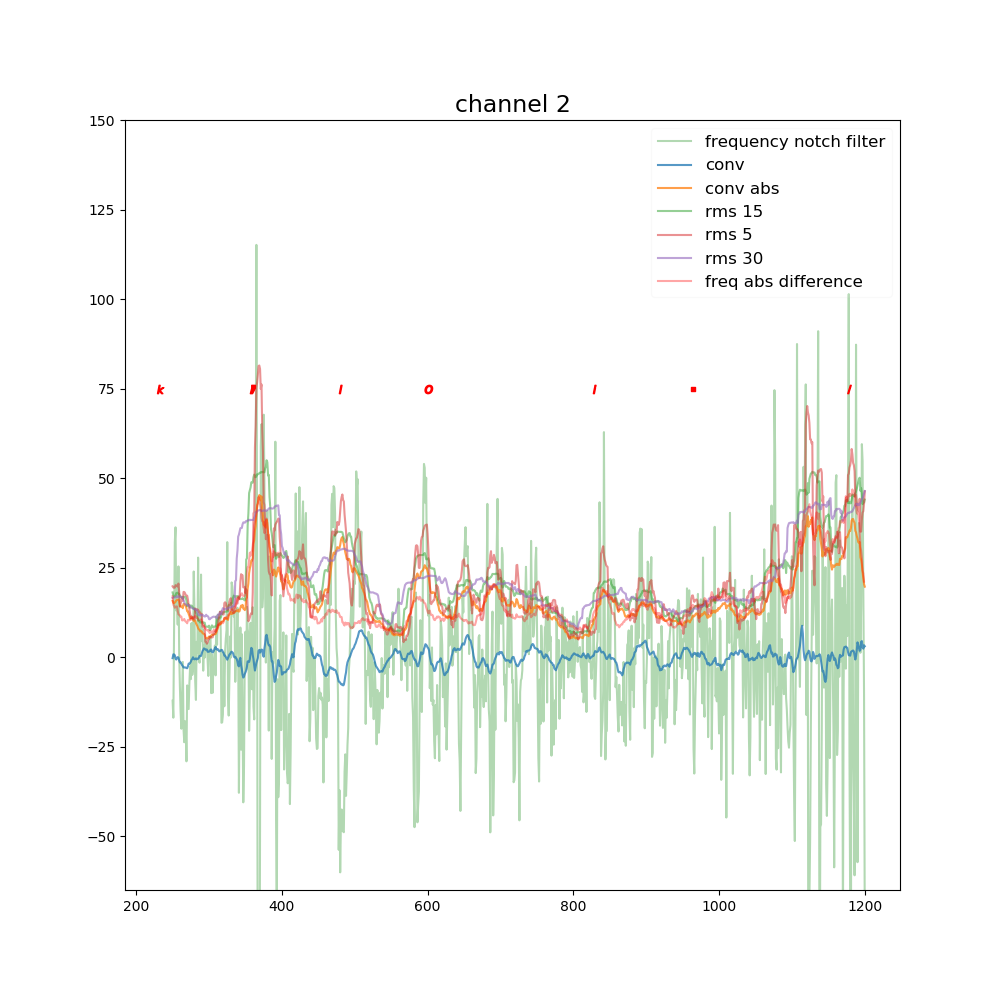 channel 2
150
125
100
75
50
25
0
−25
−50
200
400
600
800
1000
1200
frequency notch filter
conv
conv abs
rms 15
rms 5
rms 30
freq abs difference
k
l
O
l
l